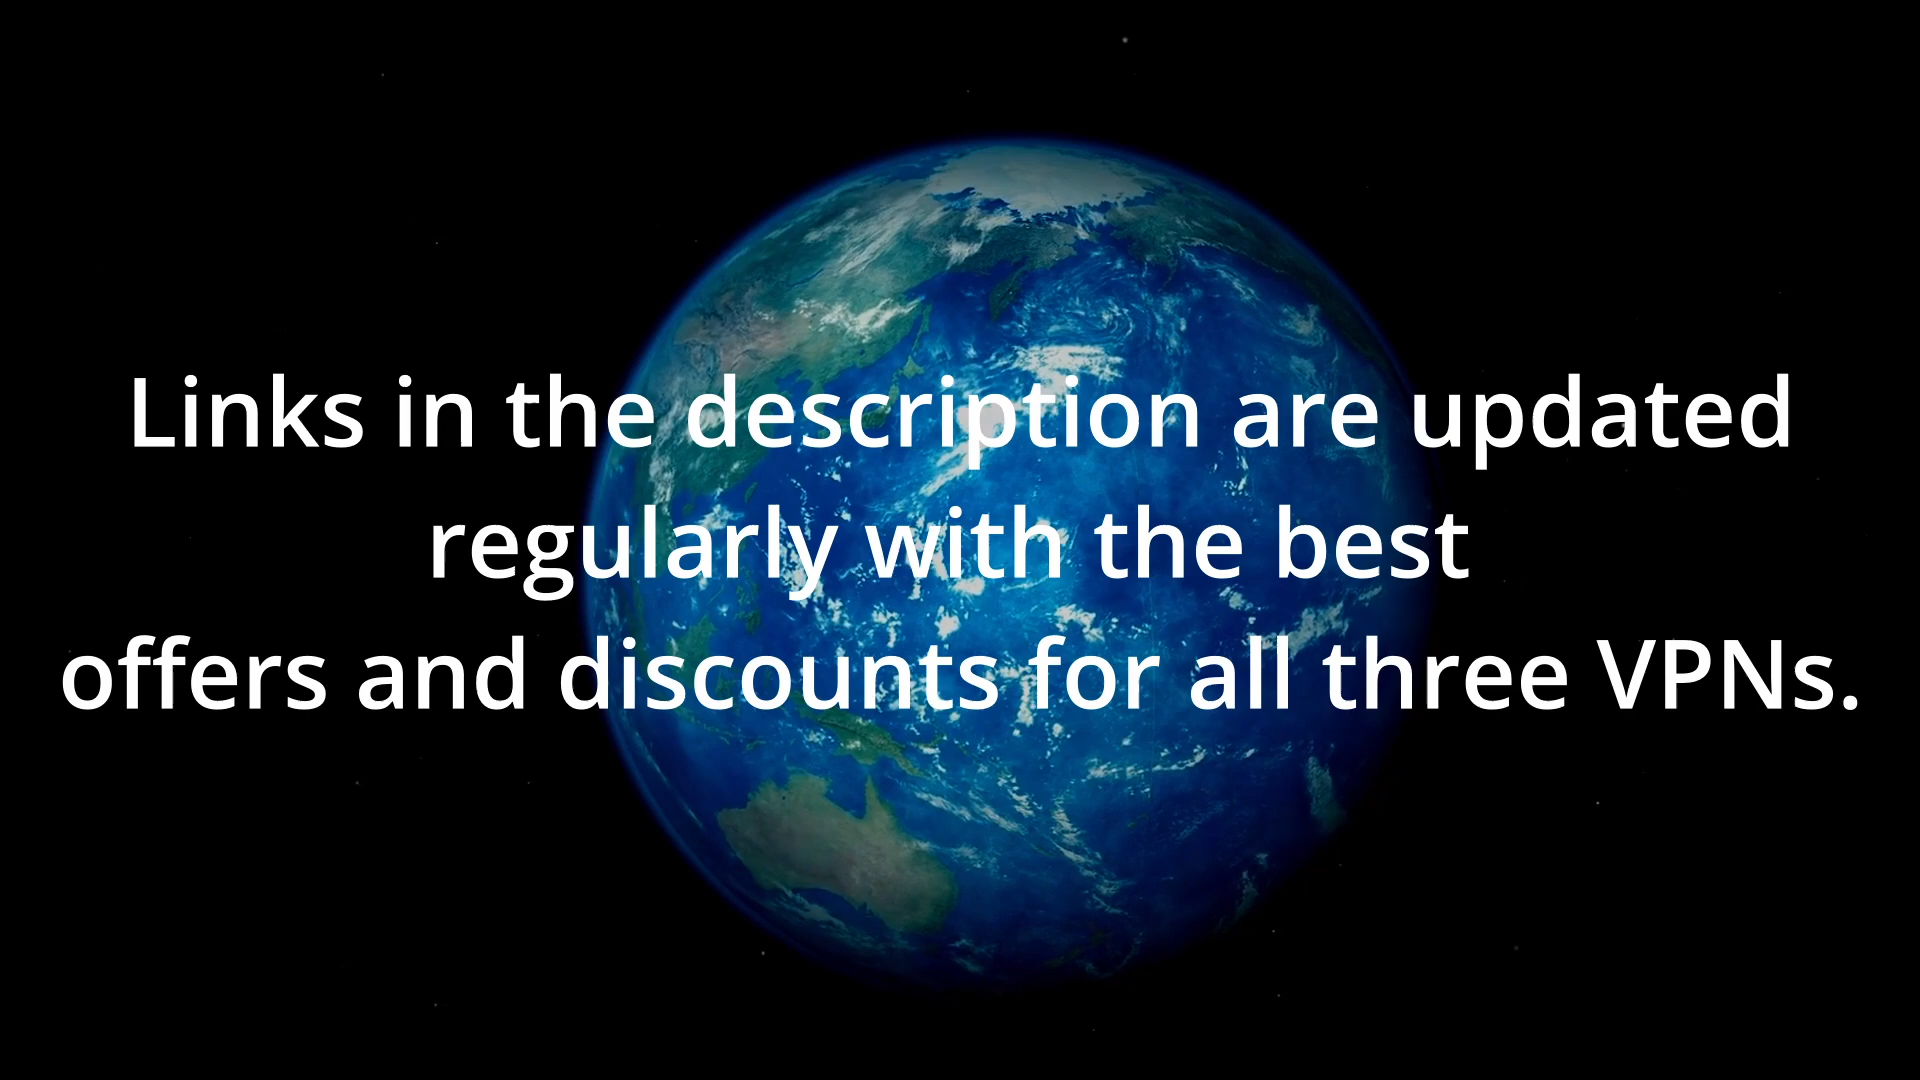 Links in the description are updated
regularly with the best
offers and discounts for all three VPNs.